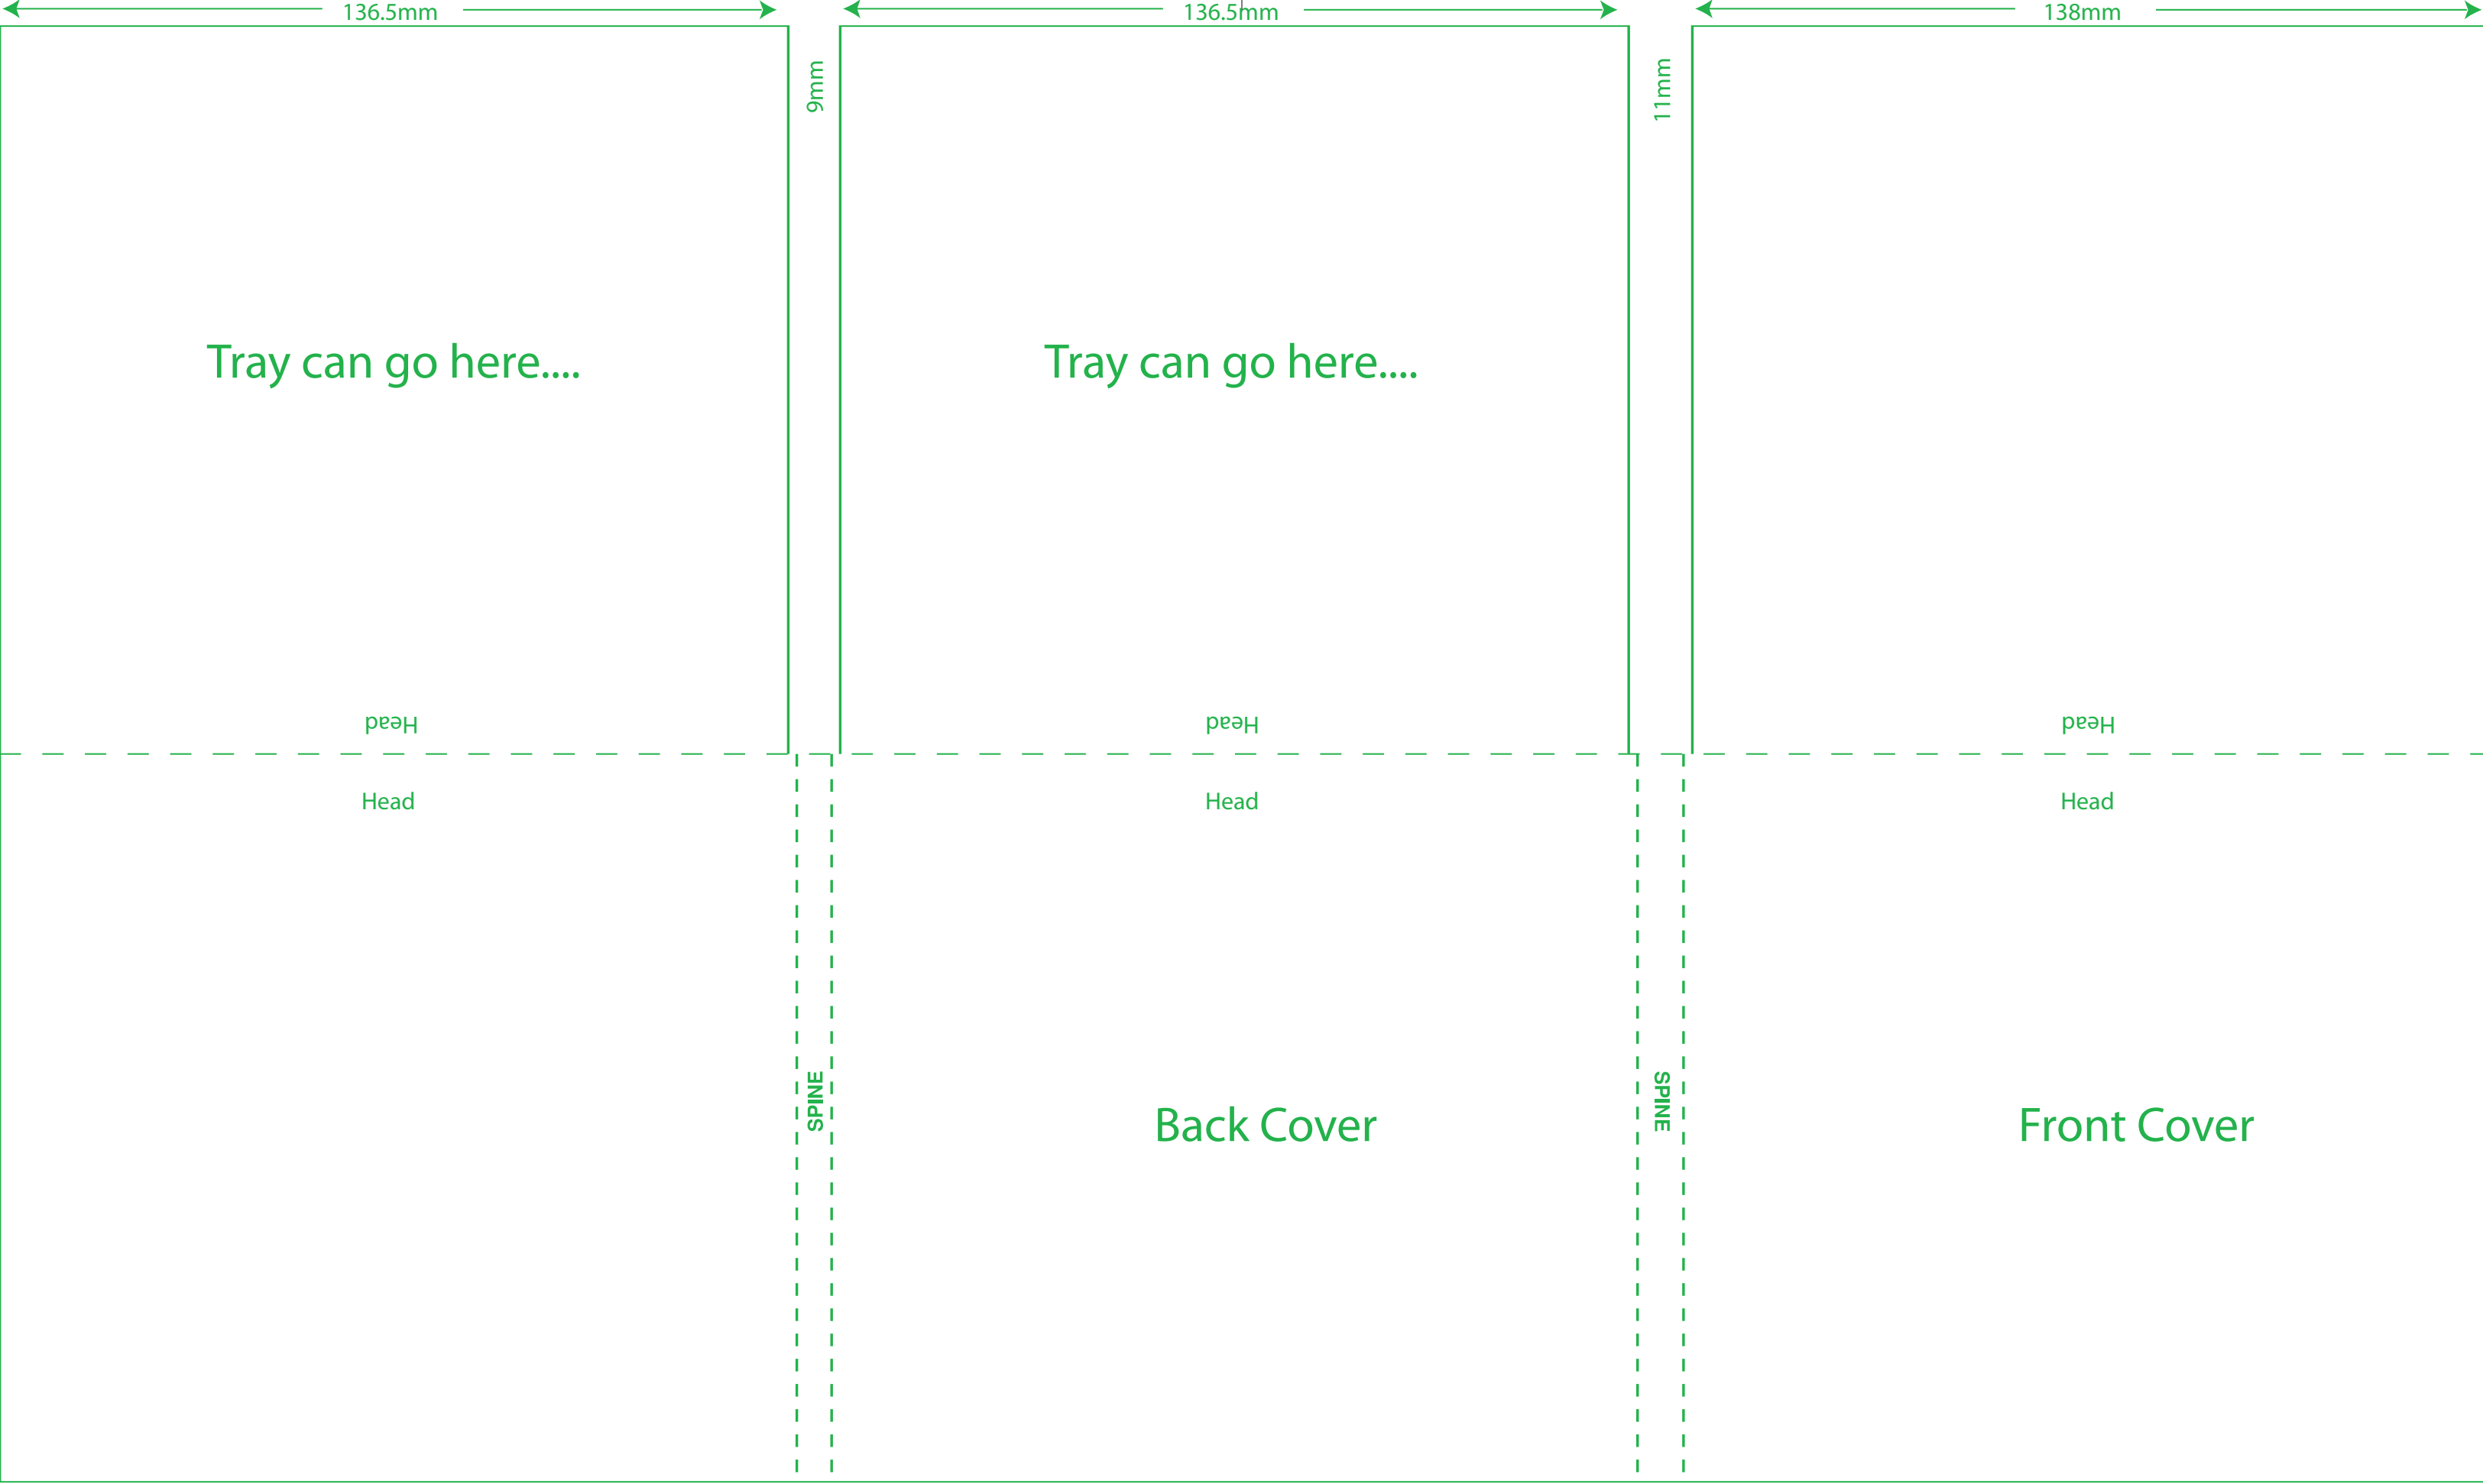 136.5mm
136.5mm
138mm
9mm
11mm
Tray can go here....
Tray can go here....
Head
Head
Head
Head
Head
Head
SPINE
SPINE
Back Cover
Front Cover